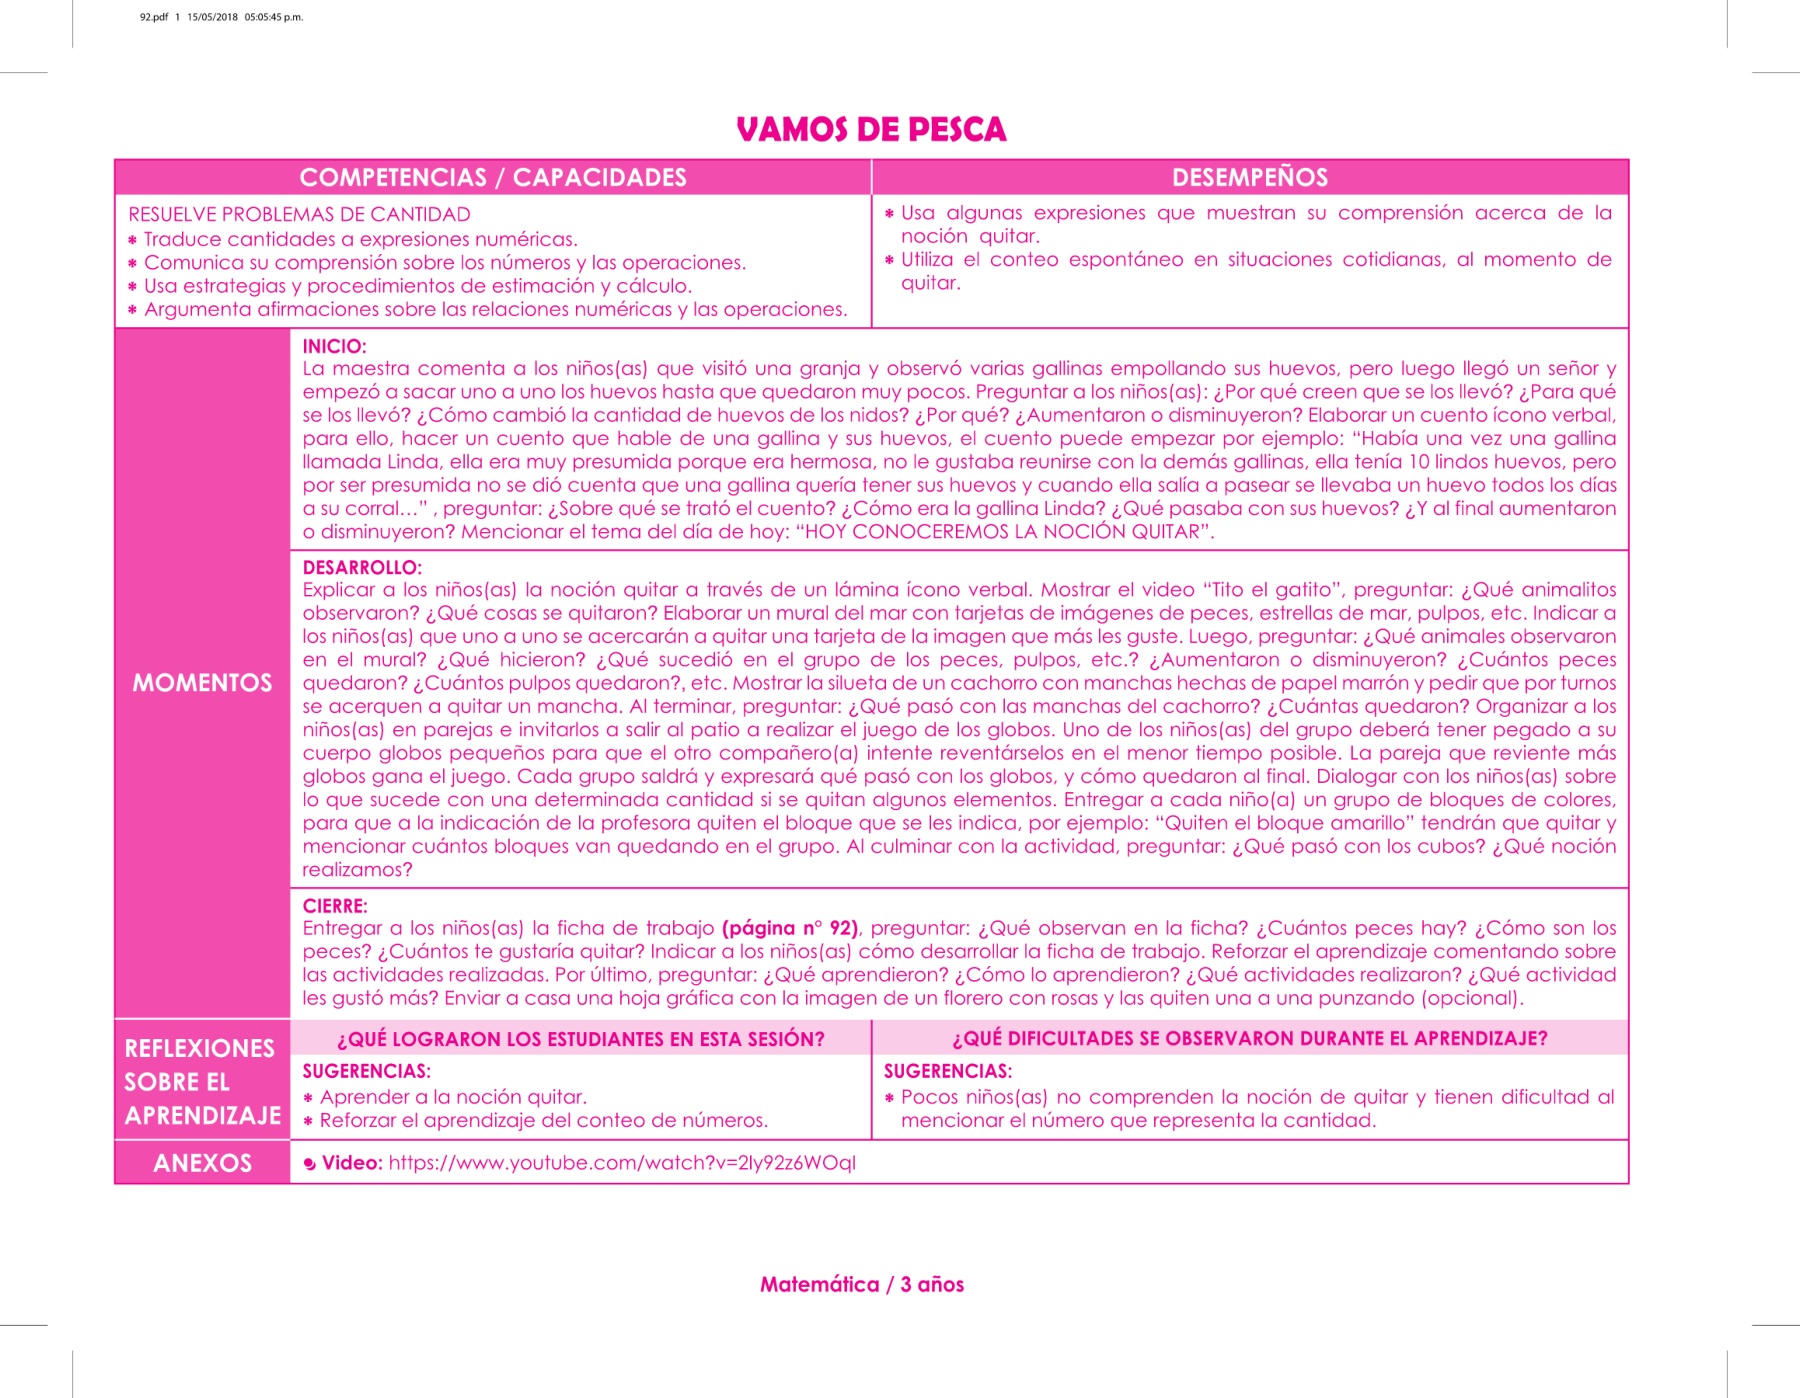 92.pdf 1 15/05/2018 05:05:45 p.m.
VAMOS DE PESCA
COMPETENCIAS / CAPACIDADES
DESEMPEÑOS
RESUELVE PROBLEMAS DE CANTIDAD
* Traduce cantidades a expresiones numéricas.
* Comunica su comprensión sobre los números y las operaciones.
* Usa estrategias y procedimientos de estimación y cálculo.
* Argumenta afirmaciones sobre las relaciones numéricas y las operaciones.
* Usa algunas expresiones que muestran su comprensión acerca de la
noción quitar.
* Utiliza el conteo espontáneo en situaciones cotidianas, al momento de
quitar.
MOMENTOS
INICIO:
La maestra comenta a los niños(as) que visitó una granja y observó varias gallinas empollando sus huevos, pero luego llegó un señor y
empezó a sacar uno a uno los huevos hasta que quedaron muy pocos. Preguntar a los niños(as): ¿Por qué creen que se los llevó? ¿Para qué
se los llevó? ¿Cómo cambió la cantidad de huevos de los nidos? ¿Por qué? ¿Aumentaron o disminuyeron? Elaborar un cuento ícono verbal,
para ello, hacer un cuento que hable de una gallina y sus huevos, el cuento puede empezar por ejemplo: “Había una vez una gallina
llamada Linda, ella era muy presumida porque era hermosa, no le gustaba reunirse con la demás gallinas, ella tenía 10 lindos huevos, pero
por ser presumida no se dió cuenta que una gallina quería tener sus huevos y cuando ella salía a pasear se llevaba un huevo todos los días
a su corral…” , preguntar: ¿Sobre qué se trató el cuento? ¿Cómo era la gallina Linda? ¿Qué pasaba con sus huevos? ¿Y al final aumentaron
o disminuyeron? Mencionar el tema del día de hoy: “HOY CONOCEREMOS LA NOCIÓN QUITAR”.
DESARROLLO:
Explicar a los niños(as) la noción quitar a través de un lámina ícono verbal. Mostrar el video “Tito el gatito”, preguntar: ¿Qué animalitos
observaron? ¿Qué cosas se quitaron? Elaborar un mural del mar con tarjetas de imágenes de peces, estrellas de mar, pulpos, etc. Indicar a
los niños(as) que uno a uno se acercarán a quitar una tarjeta de la imagen que más les guste. Luego, preguntar: ¿Qué animales observaron
en el mural? ¿Qué hicieron? ¿Qué sucedió en el grupo de los peces, pulpos, etc.? ¿Aumentaron o disminuyeron? ¿Cuántos peces
quedaron? ¿Cuántos pulpos quedaron?, etc. Mostrar la silueta de un cachorro con manchas hechas de papel marrón y pedir que por turnos
se acerquen a quitar un mancha. Al terminar, preguntar: ¿Qué pasó con las manchas del cachorro? ¿Cuántas quedaron? Organizar a los
niños(as) en parejas e invitarlos a salir al patio a realizar el juego de los globos. Uno de los niños(as) del grupo deberá tener pegado a su
cuerpo globos pequeños para que el otro compañero(a) intente reventárselos en el menor tiempo posible. La pareja que reviente más
globos gana el juego. Cada grupo saldrá y expresará qué pasó con los globos, y cómo quedaron al final. Dialogar con los niños(as) sobre
lo que sucede con una determinada cantidad si se quitan algunos elementos. Entregar a cada niño(a) un grupo de bloques de colores,
para que a la indicación de la profesora quiten el bloque que se les indica, por ejemplo: “Quiten el bloque amarillo” tendrán que quitar y
mencionar cuántos bloques van quedando en el grupo. Al culminar con la actividad, preguntar: ¿Qué pasó con los cubos? ¿Qué noción
realizamos?
CIERRE:
Entregar a los niños(as) la ficha de trabajo (página n° 92), preguntar: ¿Qué observan en la ficha? ¿Cuántos peces hay? ¿Cómo son los
peces? ¿Cuántos te gustaría quitar? Indicar a los niños(as) cómo desarrollar la ficha de trabajo. Reforzar el aprendizaje comentando sobre
las actividades realizadas. Por último, preguntar: ¿Qué aprendieron? ¿Cómo lo aprendieron? ¿Qué actividades realizaron? ¿Qué actividad
les gustó más? Enviar a casa una hoja gráfica con la imagen de un florero con rosas y las quiten una a una punzando (opcional).
REFLEXIONES
SOBRE EL
APRENDIZAJE
¿QUÉ LOGRARON LOS ESTUDIANTES EN ESTA SESIÓN?
SUGERENCIAS:
* Aprender a la noción quitar.
* Reforzar el aprendizaje del conteo de números.
¿QUÉ DIFICULTADES SE OBSERVARON DURANTE EL APRENDIZAJE?
SUGERENCIAS:
* Pocos niños(as) no comprenden la noción de quitar y tienen dificultad al
mencionar el número que representa la cantidad.
ANEXOS
Video: https://www.youtube.com/watch?v=2Iy92z6WOqI
Matemática / 3 años